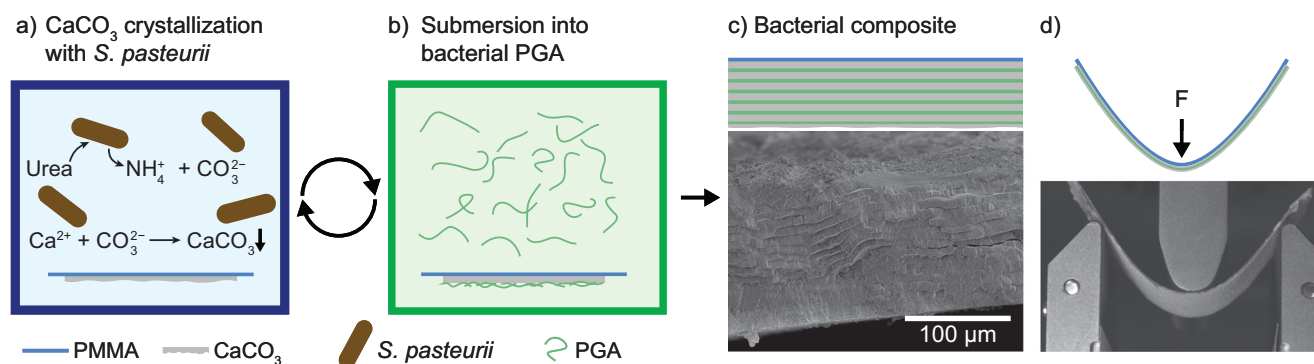 a) CaCO₃ crystallization
with S. pasteurii
b) Submersion into
bacterial PGA
c) Bacterial composite
d)
Urea
NH₄⁺ + CO₃²⁻
Ca²⁺ + CO₃²⁻ → CaCO₃↓
F
100 µm
PMMA
CaCO₃
S. pasteurii
PGA